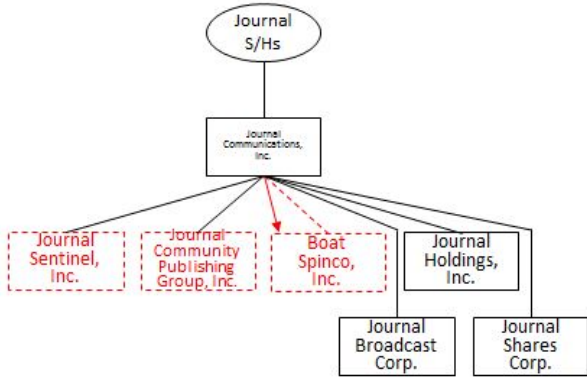 Journal
S/Hs
Journal
Communications,
Inc.
Journal
Sentinel,
Inc.
Journal
Community
Publishing
Group, Inc.
Boat
Spinco,
Inc.
Journal
Holdings,
Inc.
Journal
Broadcast
Corp.
Journal
Shares
Corp.